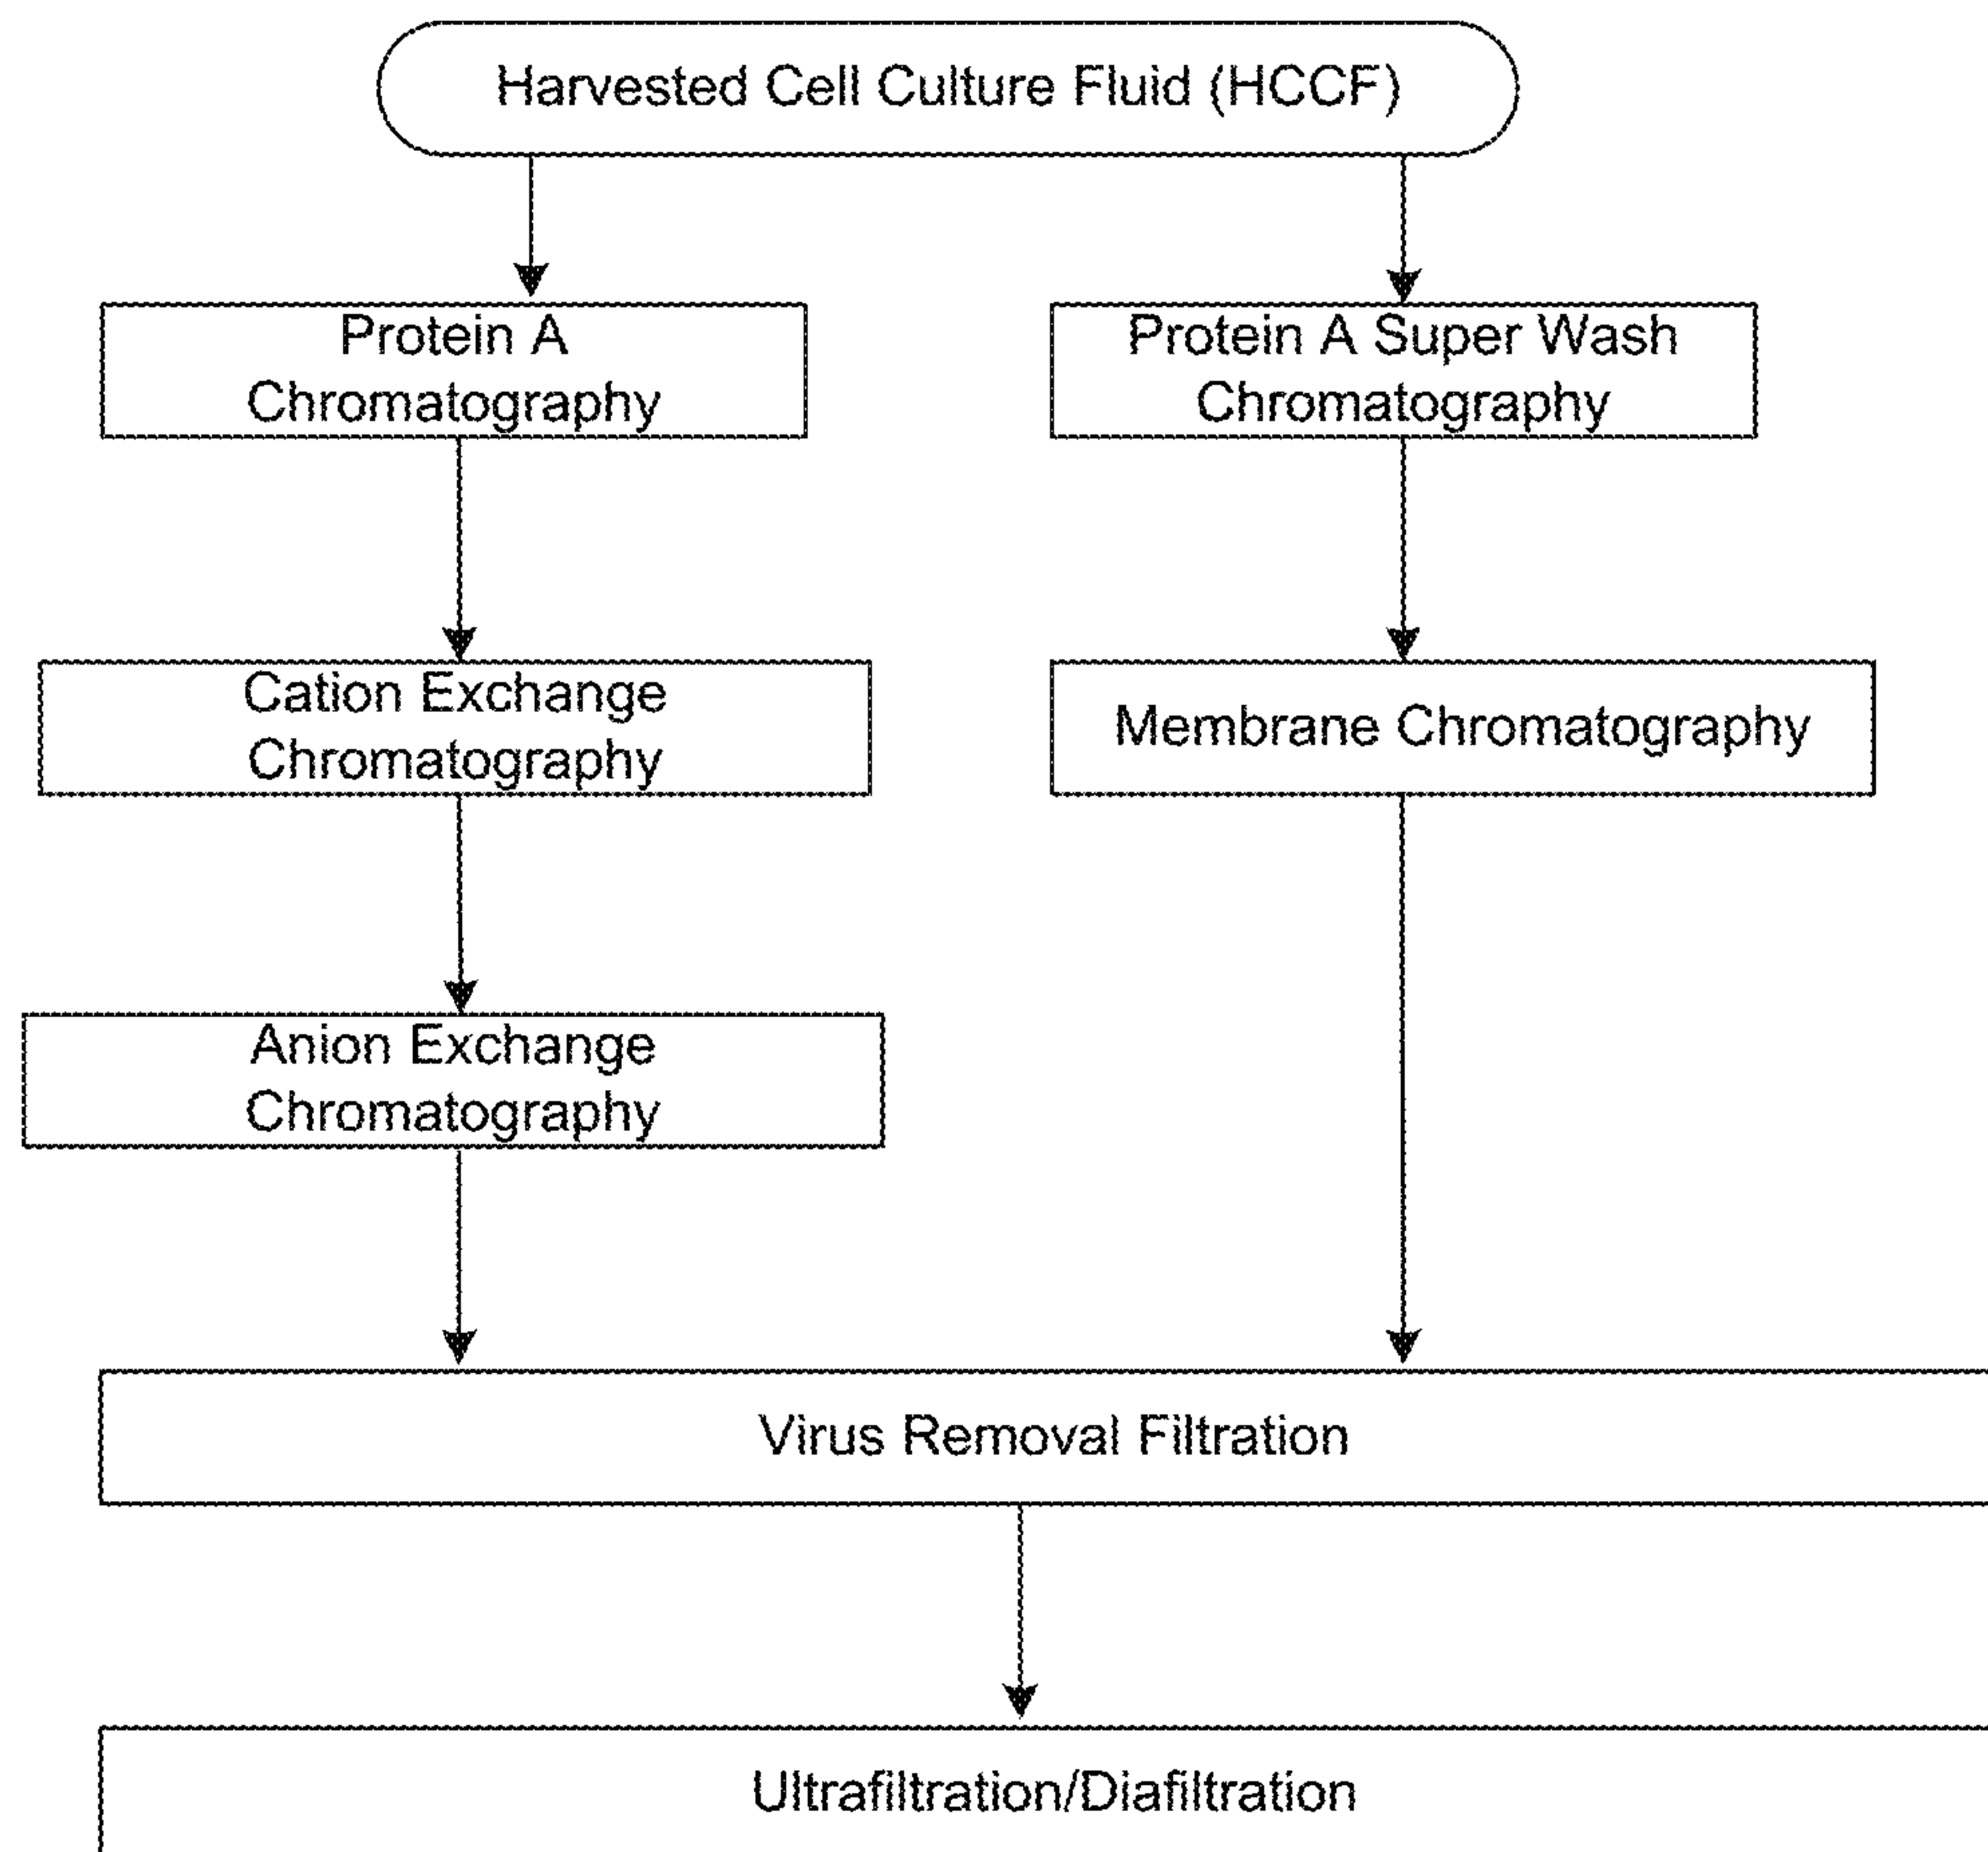 Harvested Cell Culture Fluid (HCCF)
Protein A
Chromatography
Protein A Super Wash
Chromatography
Cation Exchange
Chromatography
Membrane Chromatography
Anion Exchange
Chromatography
Virus Removal Filtration
Ultrafiltration/Diafiltration